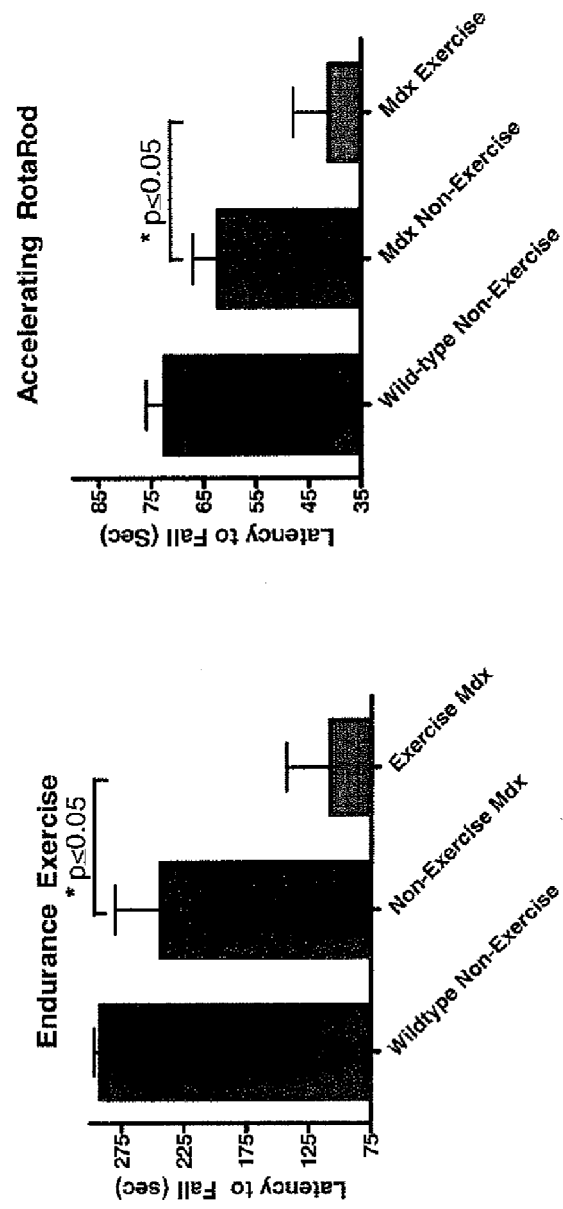 Endurance Exercise
* p≤0.05
Latency to Fall (sec)
275
225
175
125
75
Wildtype Non-Exercise
Non-Exercise Mdx
Exercise Mdx
Accelerating RotaRod
* p≤0.05
Latency to Fall (Sec)
85
75
65
55
45
35
Wild-type Non-Exercise
Mdx Non-Exercise
Mdx Exercise